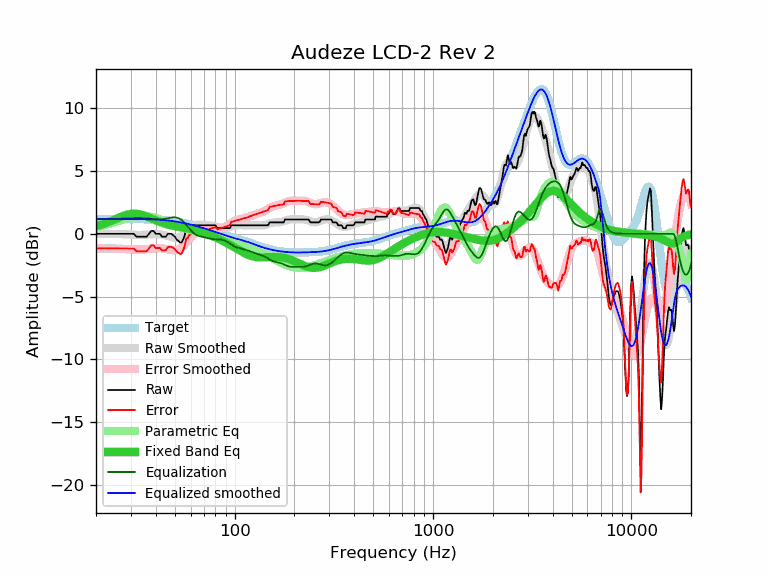 Audeze LCD-2 Rev 2
Amplitude (dBr)
10
5
0
−5
−10
−15
−20
Target
Raw Smoothed
Error Smoothed
Raw
Error
Parametric Eq
Fixed Band Eq
Equalization
Equalized smoothed
100
1000
10000
Frequency (Hz)